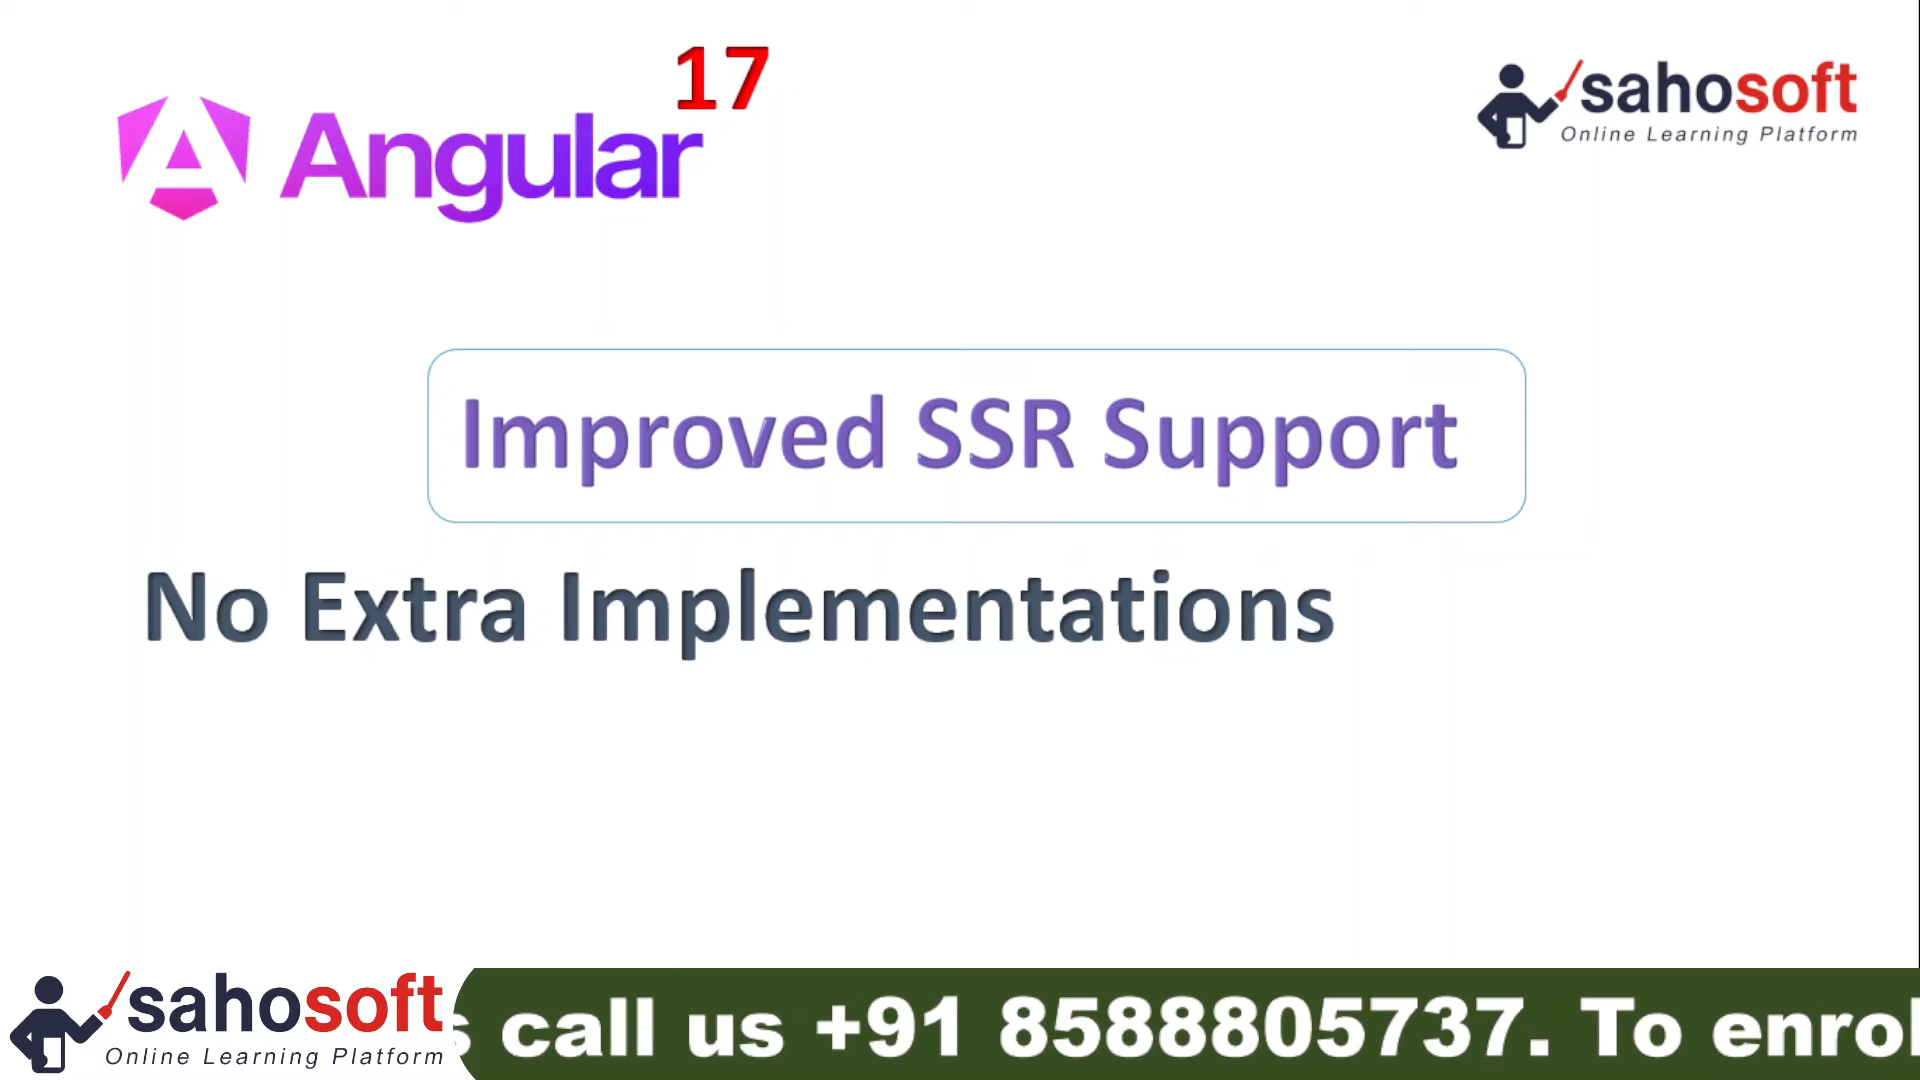 17
Angular
sahosoft
Online Learning Platform
Improved SSR Support
No Extra Implementations
sahosoft
Online Learning Platform
s call us +91 8588805737. To enrol